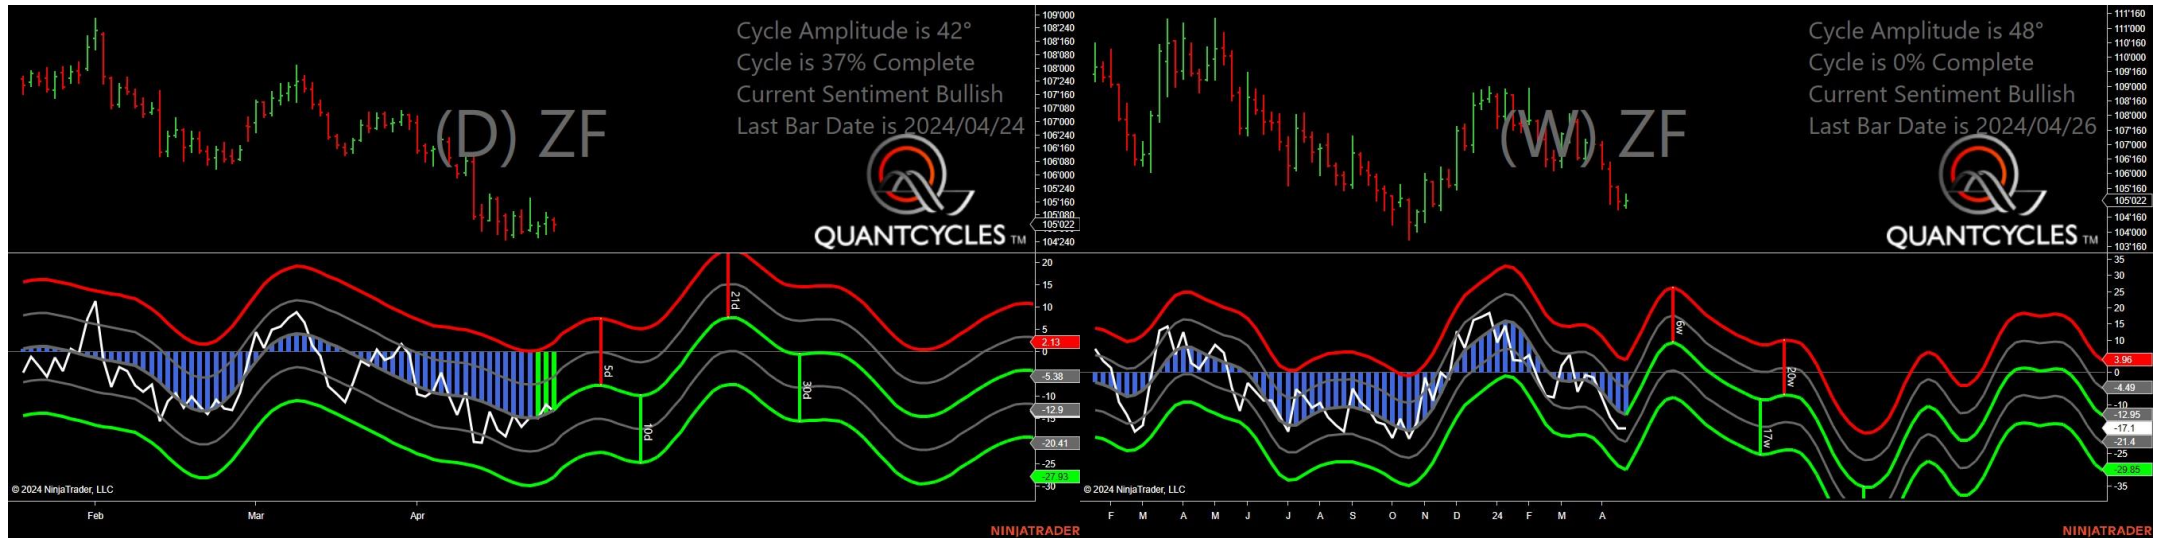 Cycle Amplitude is 42°
Cycle is 37% Complete
Current Sentiment Bullish
Last Bar Date is 2024/04/24
(D) ZF
QUANTCYCLES TM
109'000
108'240
108'160
108'080
108'000
107'240
107'160
107'080
107'000
106'240
106'160
106'080
106'000
105'240
105'160
105'080
105'022
104'240
21d
5d
30d
10d
20
15
10
5
2.13
0
-5.38
-10
-12.9
-15
-20.41
-25
-27.93
-30
© 2024 NinjaTrader, LLC
Feb
Mar
Apr
NINJATRADER
Cycle Amplitude is 48°
Cycle is 0% Complete
Current Sentiment Bullish
Last Bar Date is 2024/04/26
(W) ZF
QUANTCYCLES TM
111'160
111'000
110'160
110'000
109'160
109'000
108'160
108'000
107'160
107'000
106'160
106'000
105'160
105'022
104'160
104'000
103'160
6w
20w
17w
35
30
25
20
15
10
3.96
0
-4.49
-10
-12.95
-17.1
-21.4
-25
-29.85
-35
© 2024 NinjaTrader, LLC
F
M
A
M
J
J
A
S
O
N
D
24
F
M
A
NINJATRADER